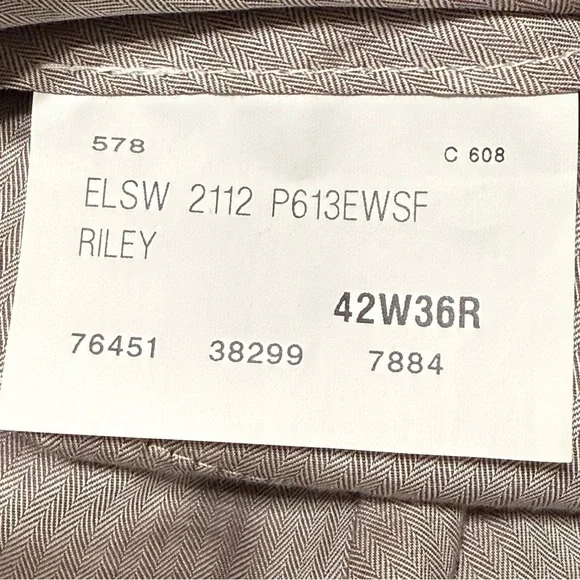 578 C 608
ELSW 2112 P613EWSF
RILEY
42W36R
76451 38299 7884